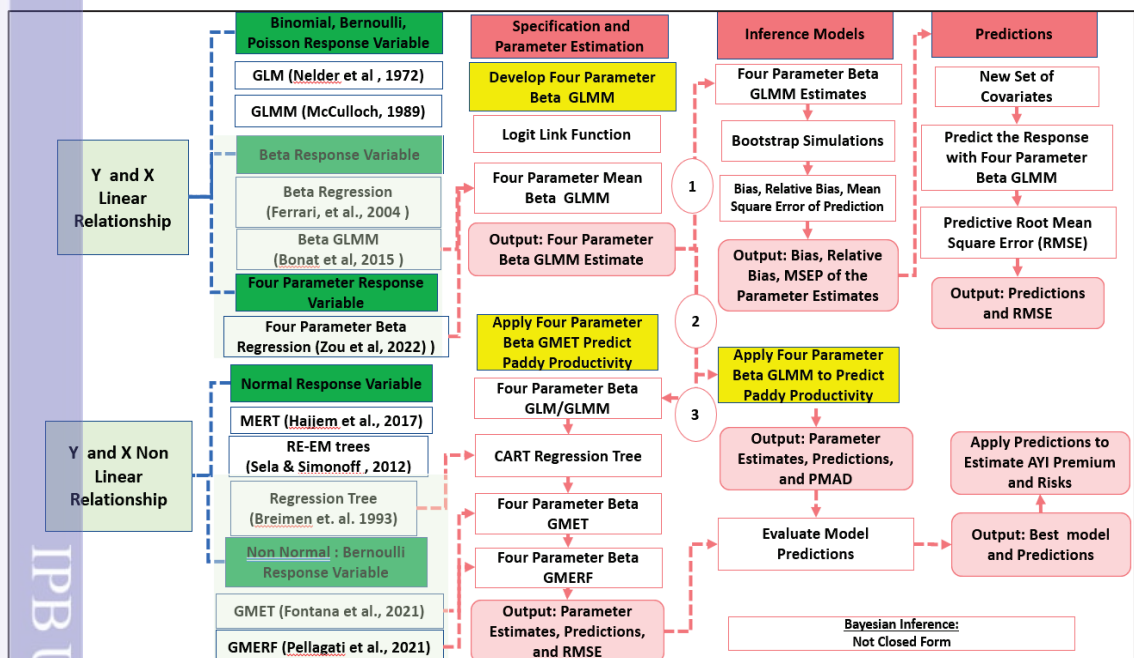 Binomial, Bernoulli,
Poisson Response Variable
GLM (Nelder et al , 1972)
GLMM (McCulloch, 1989)
Beta Response Variable
Beta Regression
(Ferrari, et al., 2004 )
Beta GLMM
(Bonat et al, 2015 )
Four Parameter Response
Variable
Four Parameter Beta
Regression (Zou et al, 2022) )
Y and X
Linear
Relationship
Normal Response Variable
MERT (Hajjem et al., 2017)
RE-EM trees
(Sela & Simonoff , 2012)
Regression Tree
(Breimen et. al. 1993)
Non Normal : Bernoulli
Response Variable
GMET (Fontana et al., 2021)
GMERF (Pellagati et al., 2021)
Y and X Non
Linear
Relationship
Specification and
Parameter Estimation
Develop Four Parameter
Beta GLMM
Logit Link Function
Four Parameter Mean
Beta GLMM
Output: Four Parameter
Beta GLMM Estimate
Apply Four Parameter
Beta GMET Predict
Paddy Productivity
Four Parameter Beta
GLM/GLMM
CART Regression Tree
Four Parameter Beta
GMET
Four Parameter Beta
GMERF
Output: Parameter
Estimates, Predictions,
and RMSE
1
2
3
Inference Models
Four Parameter Beta
GLMM Estimates
Bootstrap Simulations
Bias, Relative Bias, Mean
Square Error of Prediction
Output: Bias, Relative
Bias, MSEP of the
Parameter Estimates
Apply Four Parameter
Beta GLMM to Predict
Paddy Productivity
Output: Parameter
Estimates, Predictions,
and PMAD
Evaluate Model
Predictions
Predictions
New Set of
Covariates
Predict the Response
with Four Parameter
Beta GLMM
Predictive Root Mean
Square Error (RMSE)
Output: Predictions
and RMSE
Apply Predictions to
Estimate AYI Premium
and Risks
Output: Best model
and Predictions
Bayesian Inference:
Not Closed Form
IPB U